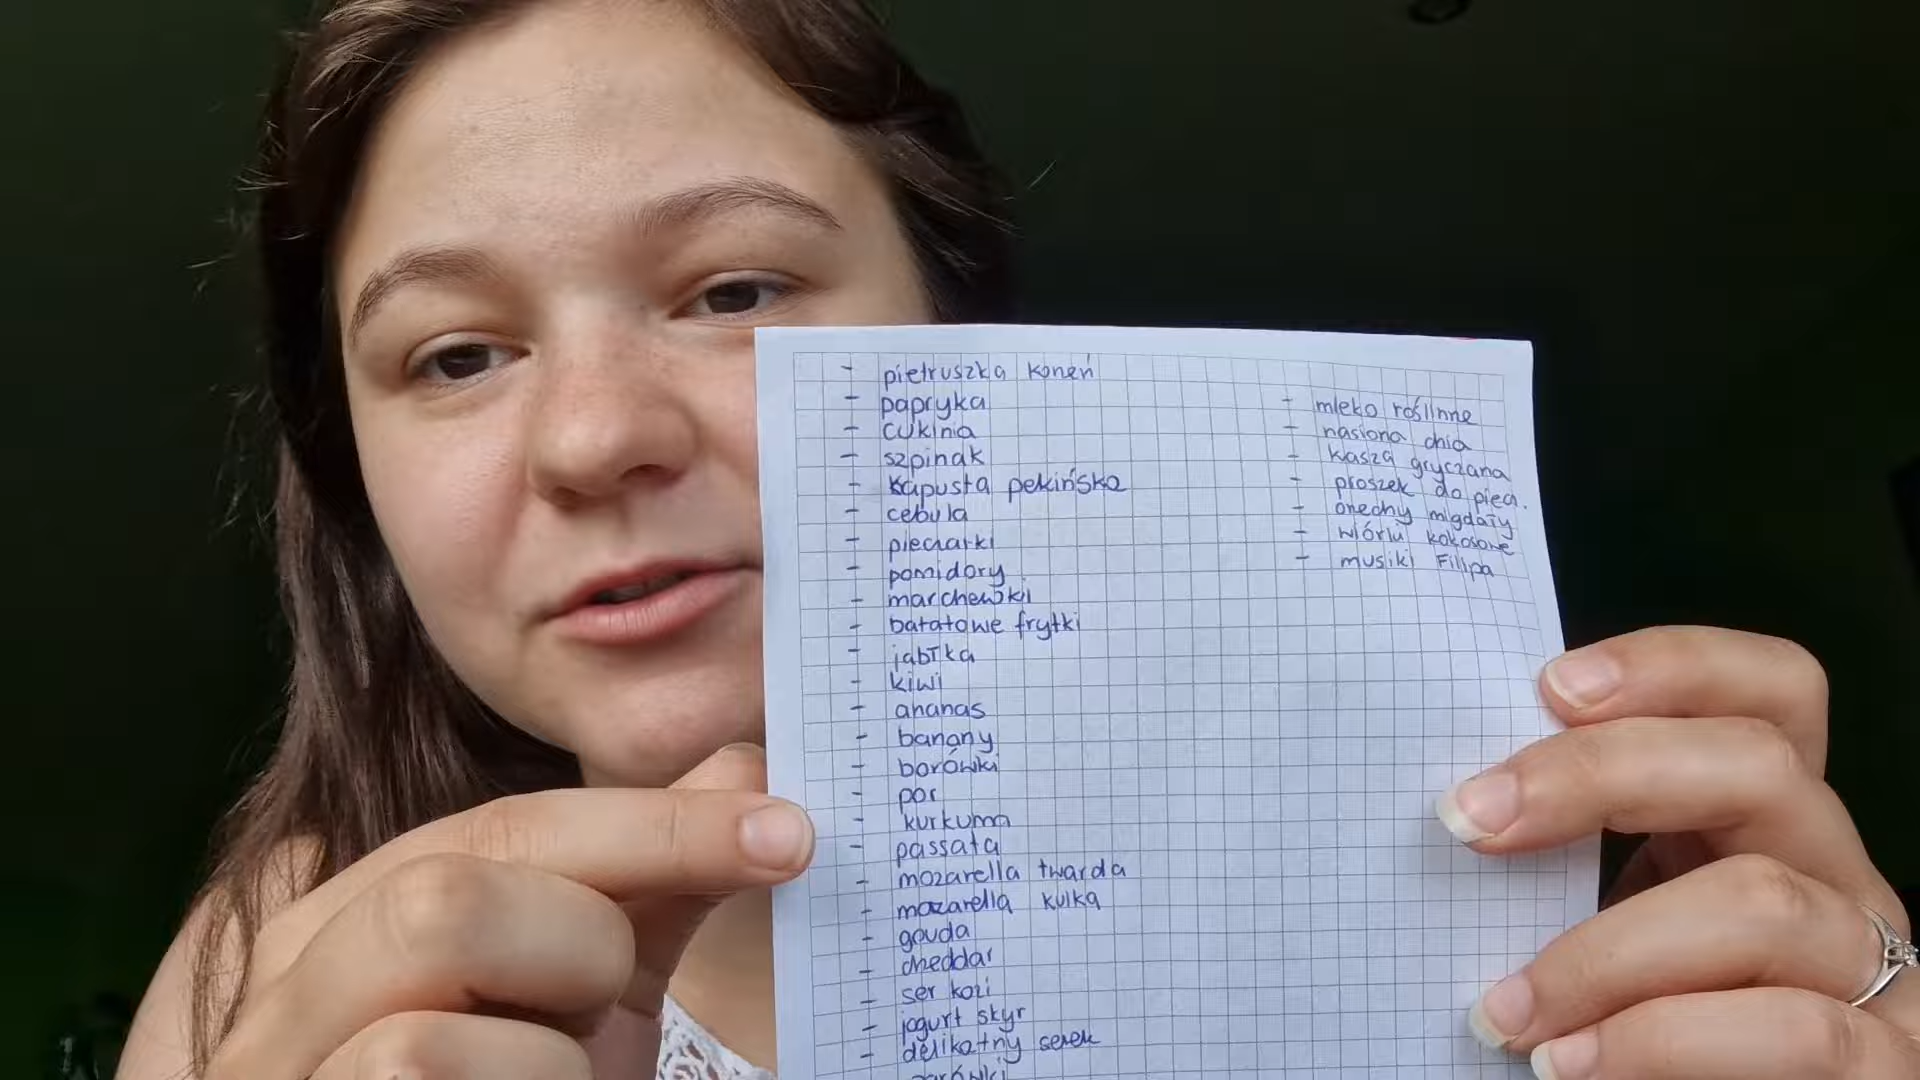 - pietruszka koreń
- papryka
- cukinia
- szpinak
- kapusta pekińska
- cebula
- pieczarki
- pomidory
- marchewki
- batatowe frytki
- jabłka
- kiwi
- ananas
- banany
- borówki
- por
- kurkuma
- passata
- mozarella twarda
- mozarella kulka
- gouda
- cheddar
- ser kozi
- jogurt skyr
- delikatny serek
parówki
- mleko roślinne
- nasiona chia
- kasza gryczana
- proszek do piecz.
- orzechy migdały
- wiórki kokosowe
- musiki Filipa